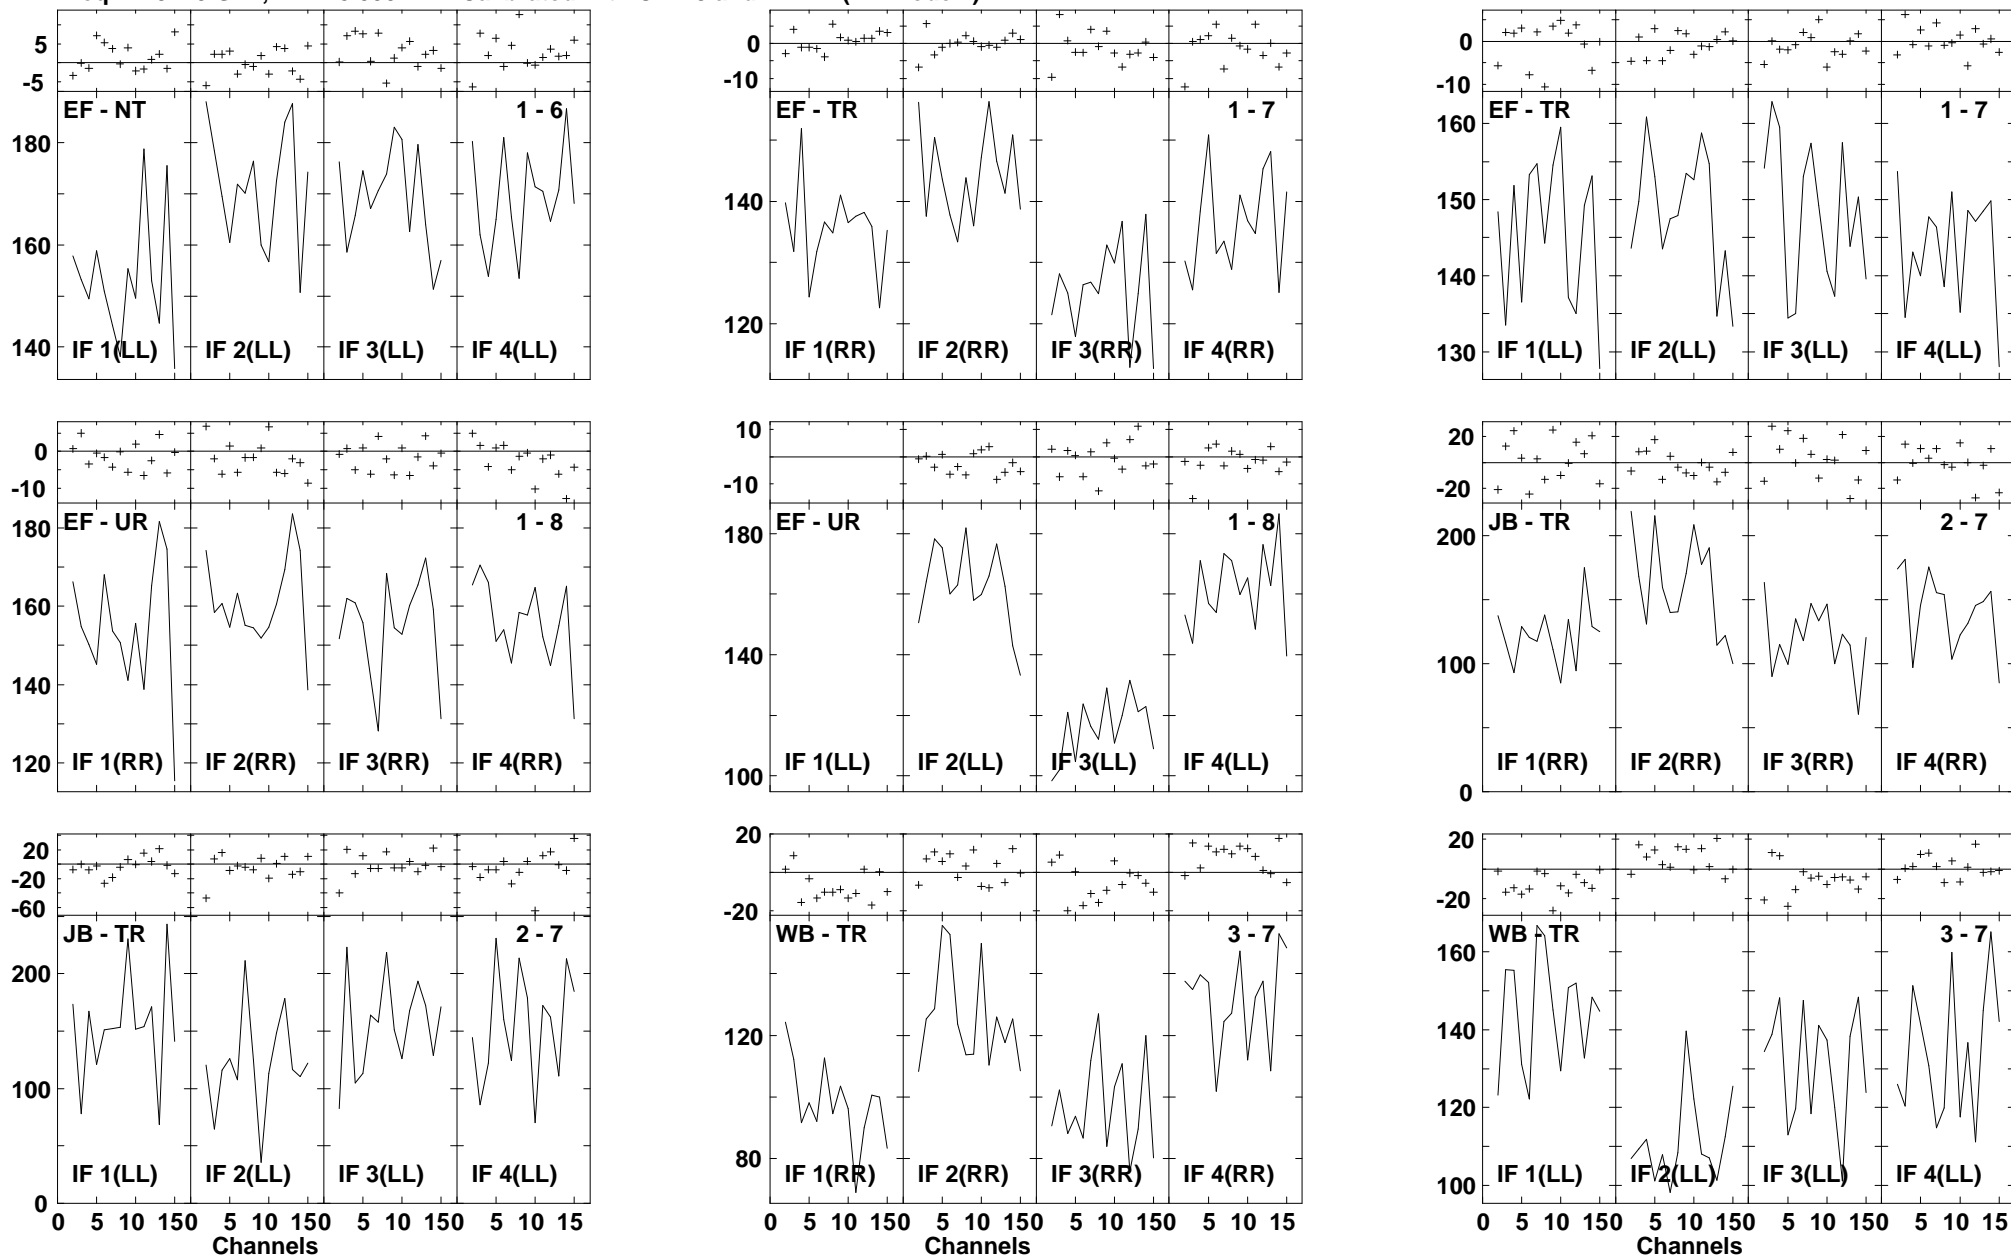 5
-5
EF - NT 1 - 6
180
160
140
IF 1(LL) IF 2(LL) IF 3(LL) IF 4(LL)
0
-10
EF - TR 1 - 7
140
120
IF 1(RR) IF 2(RR) IF 3(RR) IF 4(RR)
0
-10
EF - TR 1 - 7
160
150
140
130
IF 1(LL) IF 2(LL) IF 3(LL) IF 4(LL)
0
-10
EF - UR 1 - 8
180
160
140
120
IF 1(RR) IF 2(RR) IF 3(RR) IF 4(RR)
10
0
-10
EF - UR 1 - 8
180
140
100
IF 1(LL) IF 2(LL) IF 3(LL) IF 4(LL)
20
-20
JB - TR 2 - 7
200
100
0
IF 1(RR) IF 2(RR) IF 3(RR) IF 4(RR)
20
-20
-60
JB - TR 2 - 7
200
100
0
IF 1(LL) IF 2(LL) IF 3(LL) IF 4(LL)
0 5 10 150 5 10 150 5 10 150 5 10 15
Channels
20
0
-20
WB - TR 3 - 7
120
80
IF 1(RR) IF 2(RR) IF 3(RR) IF 4(RR)
0 5 10 150 5 10 150 5 10 150 5 10 15
Channels
20
0
-20
WB - TR 3 - 7
160
140
120
100
IF 1(LL) IF 2(LL) IF 3(LL) IF 4(LL)
0 5 10 150 5 10 150 5 10 150 5 10 15
Channels